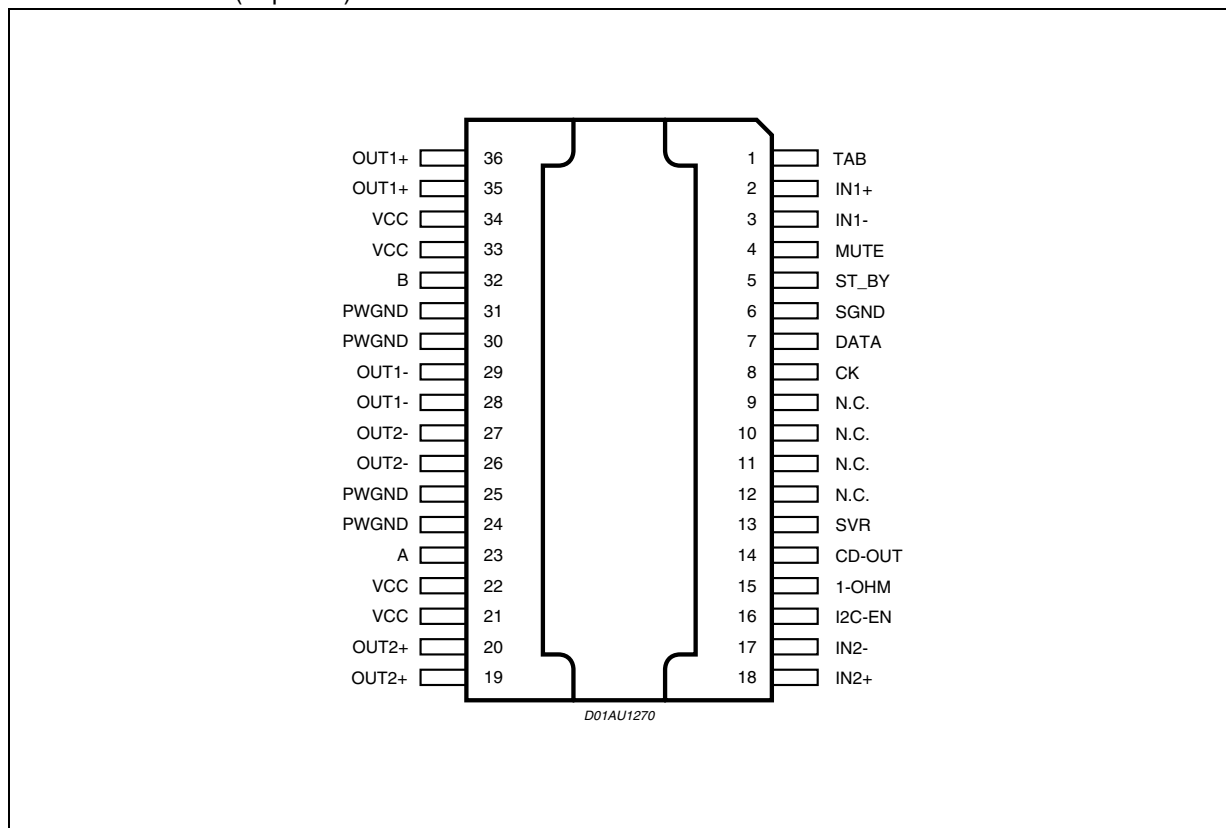 OUT1+ 36 1 TAB
OUT1+ 35 2 IN1+
VCC 34 3 IN1-
VCC 33 4 MUTE
B 32 5 ST_BY
PWGND 31 6 SGND
PWGND 30 7 DATA
OUT1- 29 8 CK
OUT1- 28 9 N.C.
OUT2- 27 10 N.C.
OUT2- 26 11 N.C.
PWGND 25 12 N.C.
PWGND 24 13 SVR
A 23 14 CD-OUT
VCC 22 15 1-OHM
VCC 21 16 I2C-EN
OUT2+ 20 17 IN2-
OUT2+ 19 18 IN2+
D01AU1270